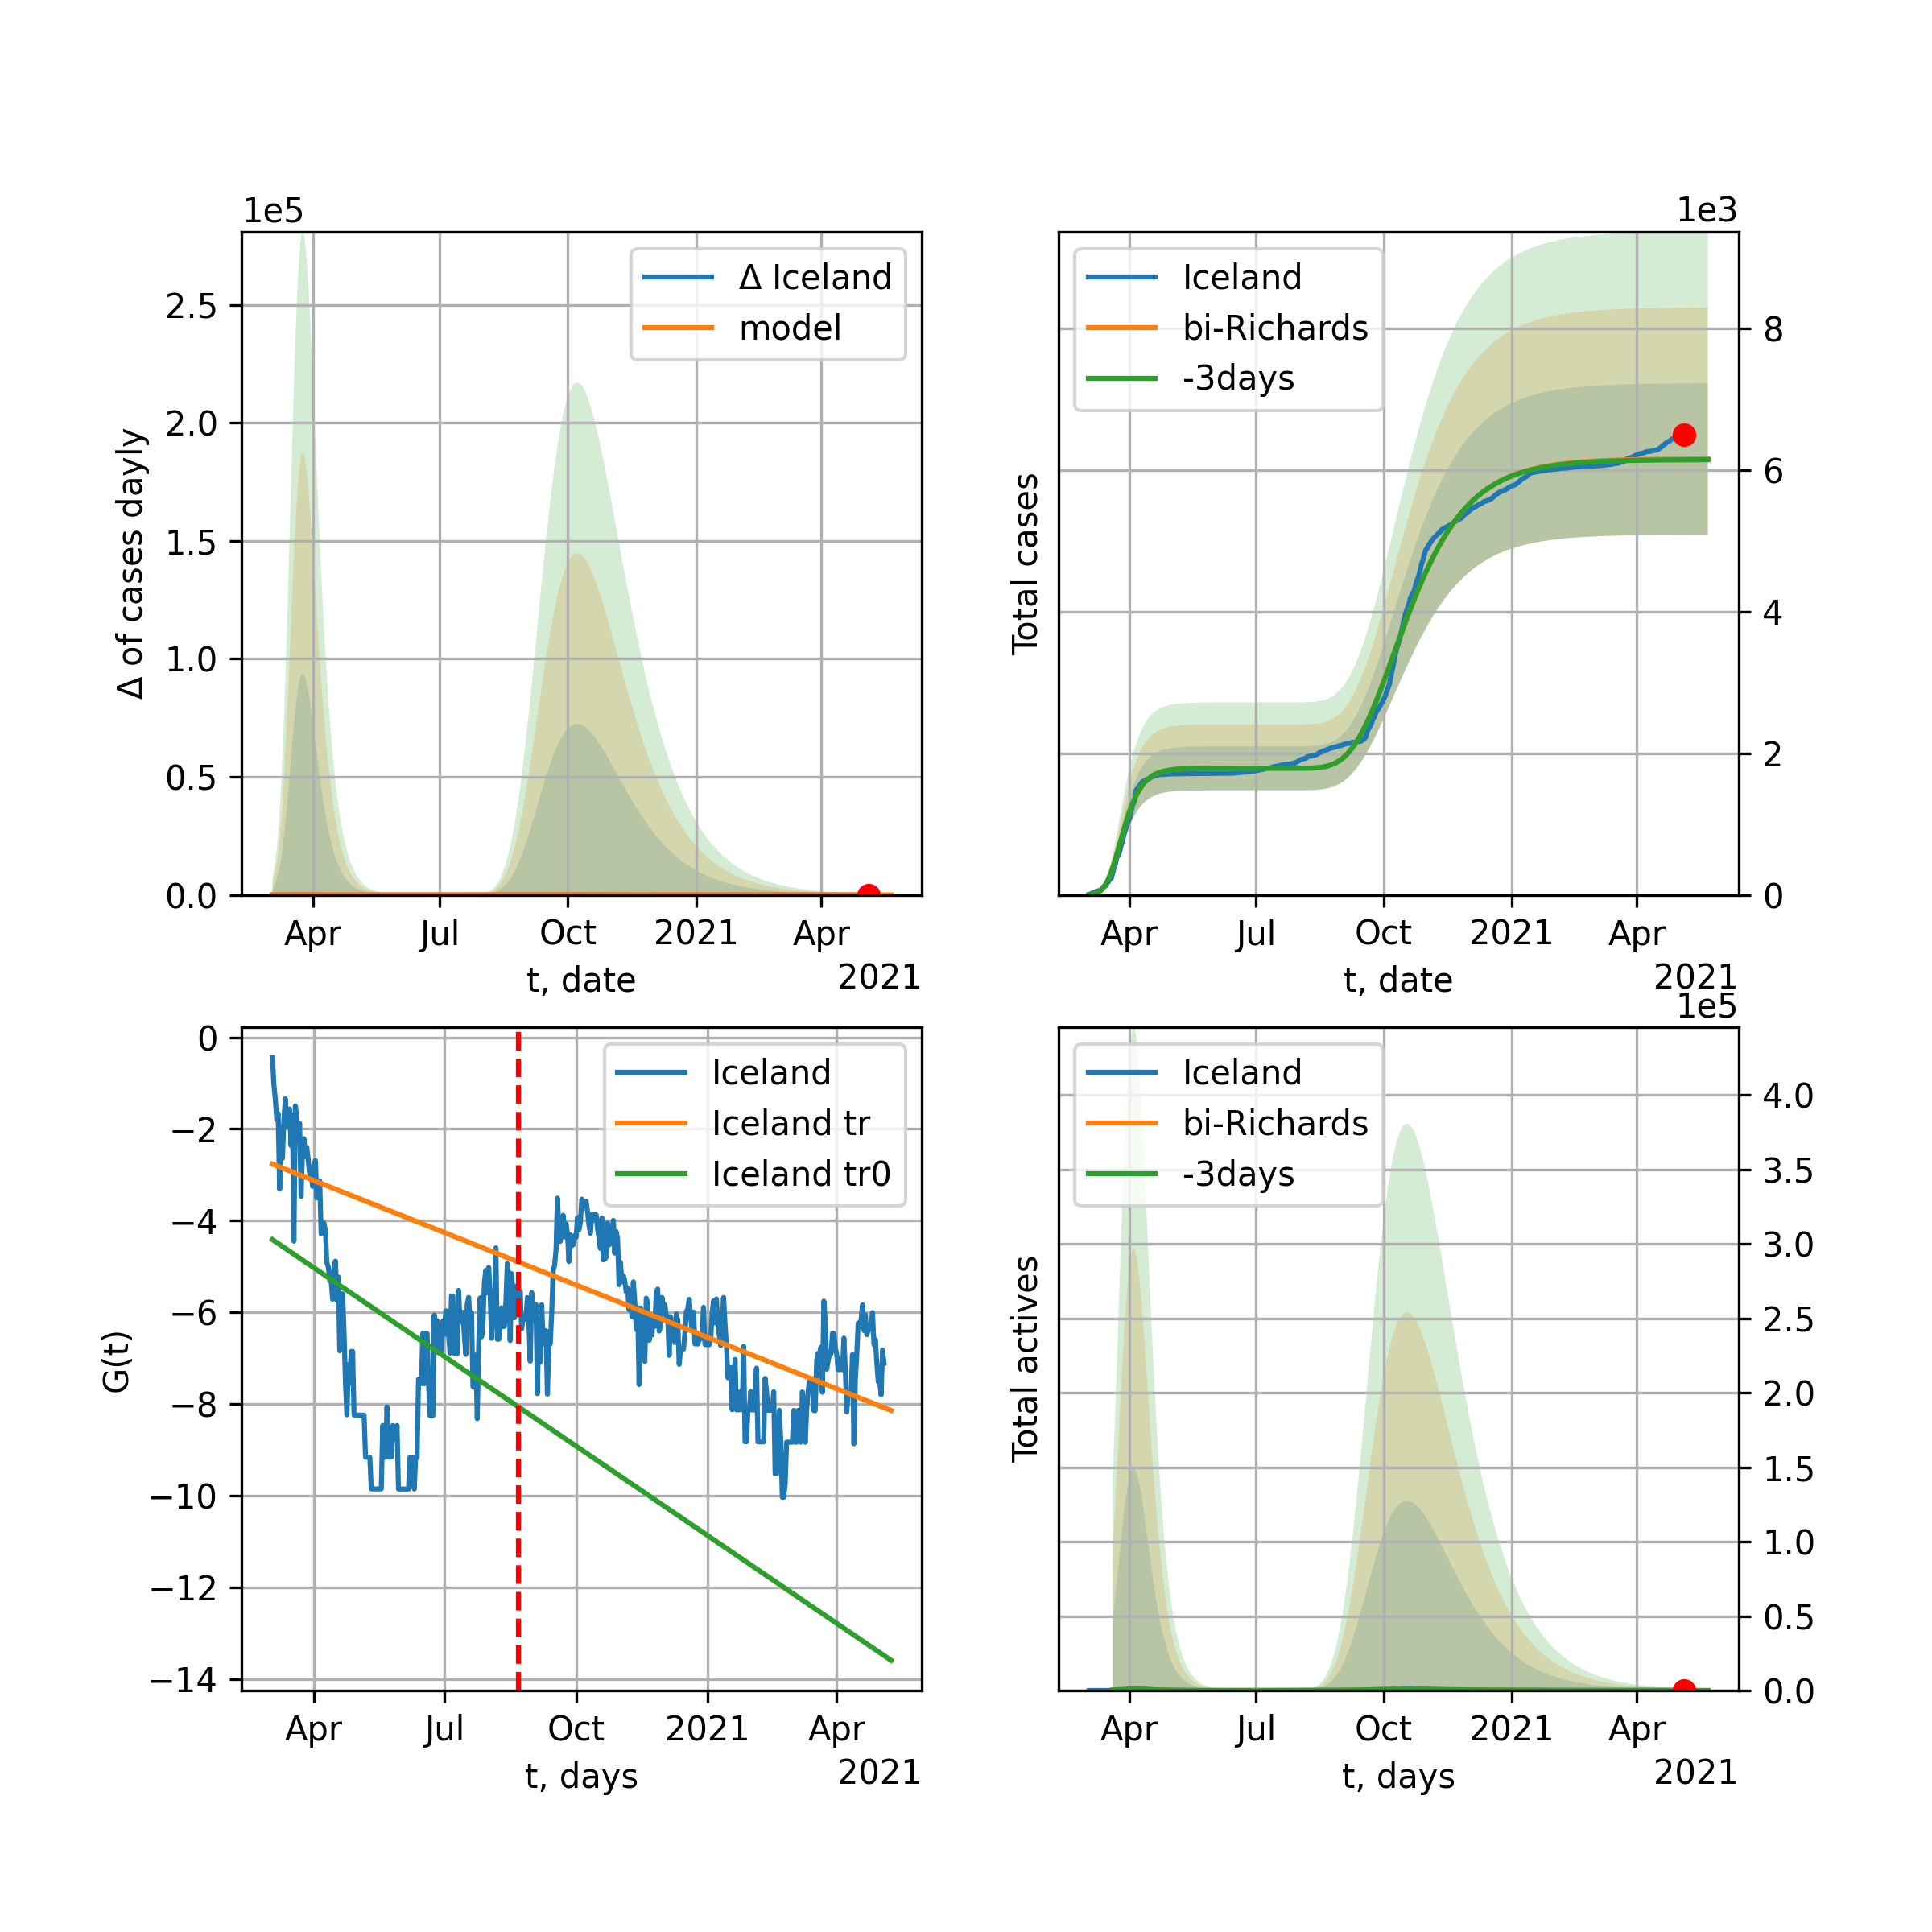 1e5
Δ of cases dayly
2.5
2.0
1.5
1.0
0.5
0.0
Δ Iceland
model
Apr Jul Oct 2021 Apr
t, date
2021
1e3
Total cases
Iceland
bi-Richards
-3days
8
6
4
2
0
Apr Jul Oct 2021 Apr
t, date
2021
G(t)
0
−2
−4
−6
−8
−10
−12
−14
Iceland
Iceland tr
Iceland tr0
Apr Jul Oct 2021 Apr
t, days
2021
1e5
Total actives
Iceland
bi-Richards
-3days
4.0
3.5
3.0
2.5
2.0
1.5
1.0
0.5
0.0
Apr Jul Oct 2021 Apr
t, days
2021